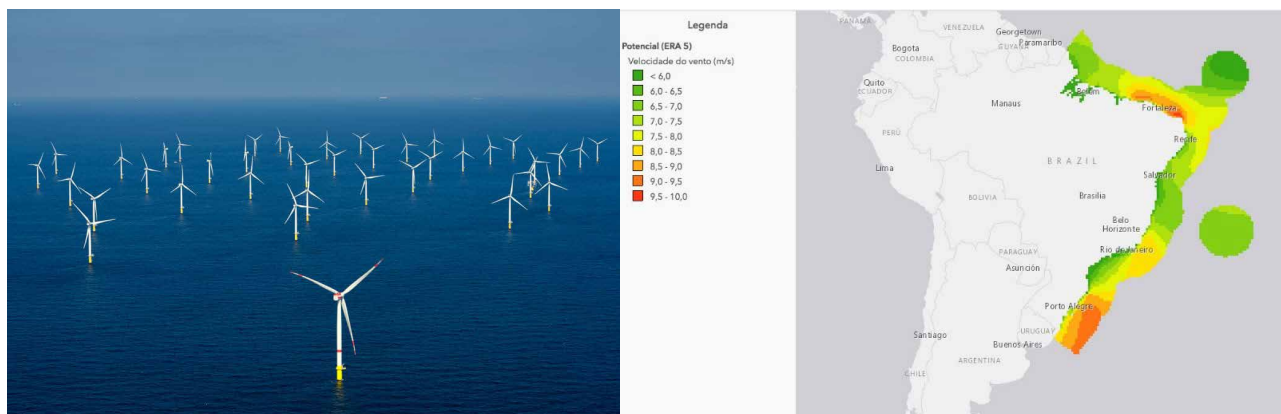 Legenda
Potencial (ERA 5)
Velocidade do vento (m/s)
< 6,0
6,0 - 6,5
6,5 - 7,0
7,0 - 7,5
7,5 - 8,0
8,0 - 8,5
8,5 - 9,0
9,0 - 9,5
9,5 - 10,0
PANAMÁ
VENEZUELA
Georgetown
Paramaribo
GUYANA
Bogota
COLOMBIA
Quito
ECUADOR
Belém
Manaus
Fortaleza
PERÚ
Recife
Lima
BRAZIL
Salvador
BOLIVIA
Brasilia
Belo
Horizonte
PARAGUAY
Rio de Janeiro
Asunción
Porto Alegre
Santiago
URUGUAY
Buenos Aires
ARGENTINA
CHILE